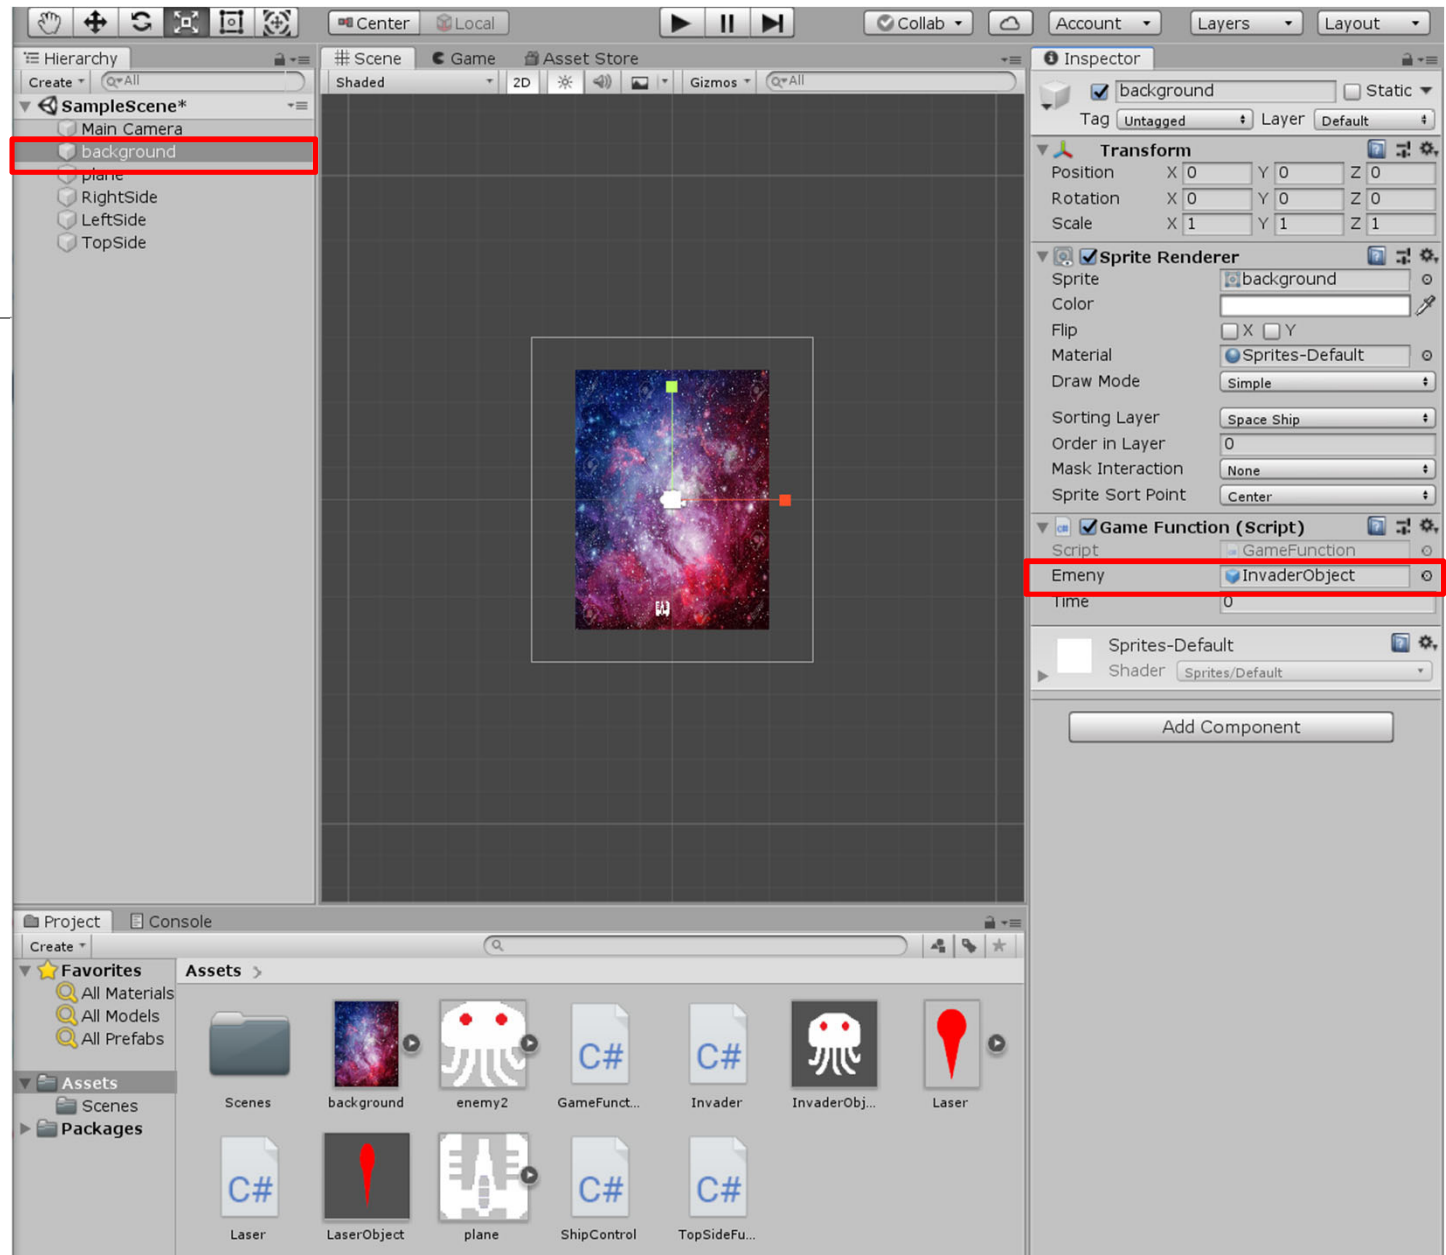 Center Local Collab Account Layers Layout
Hierarchy
Create All
SampleScene*
Main Camera
background
plane
RightSide
LeftSide
TopSide
Scene Game Asset Store
Shaded 2D Gizmos All
Inspector
background Static
Tag Untagged Layer Default
Transform
Position X 0 Y 0 Z 0
Rotation X 0 Y 0 Z 0
Scale X 1 Y 1 Z 1
Sprite Renderer
Sprite background
Color
Flip X Y
Material Sprites-Default
Draw Mode Simple
Sorting Layer Space Ship
Order in Layer 0
Mask Interaction None
Sprite Sort Point Center
Game Function (Script)
Script GameFunction
Emeny InvaderObject
Time 0
Sprites-Default
Shader Sprites/Default
Add Component
Project Console
Create
Favorites
All Materials
All Models
All Prefabs
Assets
Scenes
Packages
Assets
C# C#
Scenes background enemy2 GameFunct... Invader InvaderObj... Laser
C# C# C#
Laser LaserObject plane ShipControl TopSideFu...